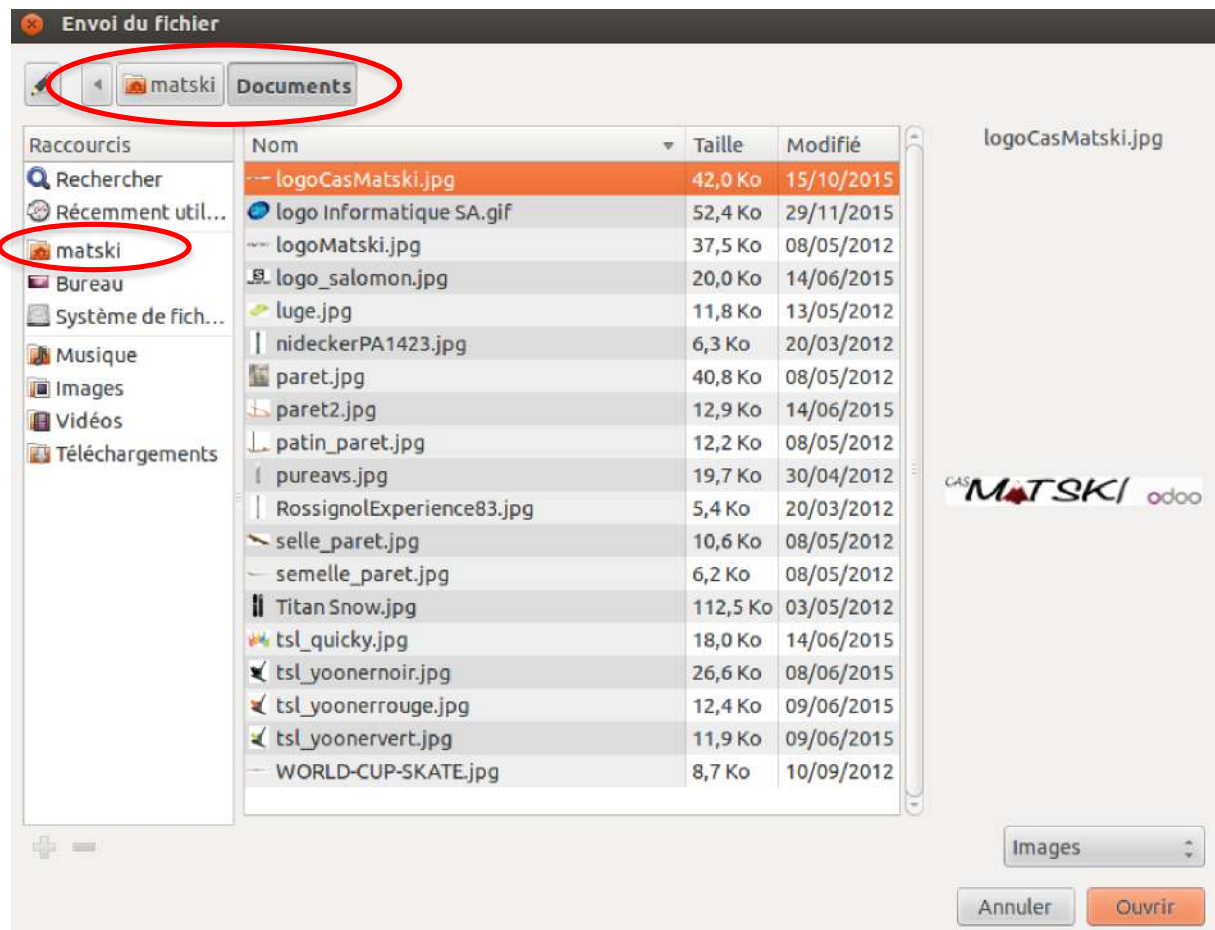 Envoi du fichier
matski Documents
Raccourcis
Rechercher
Récemment util...
matski
Bureau
Système de fich...
Musique
Images
Vidéos
Téléchargements
Nom Taille Modifié
logoCasMatski.jpg 42,0 Ko 15/10/2015
logo Informatique SA.gif 52,4 Ko 29/11/2015
logoMatski.jpg 37,5 Ko 08/05/2012
logo_salomon.jpg 20,0 Ko 14/06/2015
luge.jpg 11,8 Ko 13/05/2012
nideckerPA1423.jpg 6,3 Ko 20/03/2012
paret.jpg 40,8 Ko 08/05/2012
paret2.jpg 12,9 Ko 14/06/2015
patin_paret.jpg 12,2 Ko 08/05/2012
pureavs.jpg 19,7 Ko 30/04/2012
RossignolExperience83.jpg 5,4 Ko 20/03/2012
selle_paret.jpg 10,6 Ko 08/05/2012
semelle_paret.jpg 6,2 Ko 08/05/2012
Titan Snow.jpg 112,5 Ko 03/05/2012
tsl_quicky.jpg 18,0 Ko 14/06/2015
tsl_yoonernoir.jpg 26,6 Ko 08/06/2015
tsl_yoonerrouge.jpg 12,4 Ko 09/06/2015
tsl_yoonervert.jpg 11,9 Ko 09/06/2015
WORLD-CUP-SKATE.jpg 8,7 Ko 10/09/2012
logoCasMatski.jpg
CAS MATSKI odoo
Images
Annuler Ouvrir